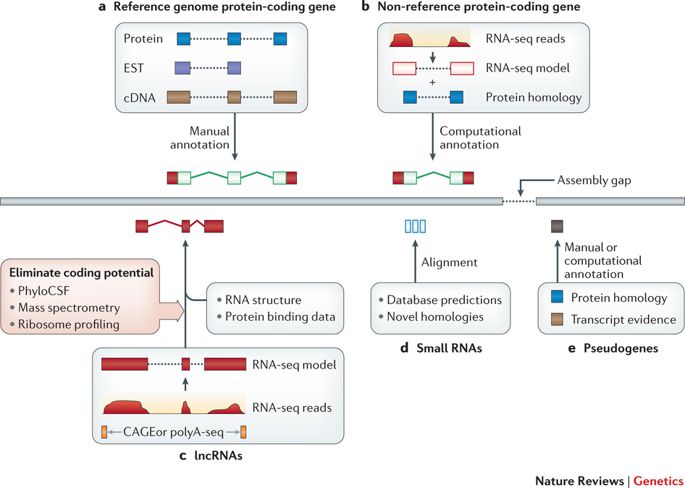 a Reference genome protein-coding gene
Protein
EST
cDNA
Manual
annotation
b Non-reference protein-coding gene
RNA-seq reads
RNA-seq model
+
Protein homology
Computational
annotation
Assembly gap
Eliminate coding potential
• PhyloCSF
• Mass spectrometry
• Ribosome profiling
• RNA structure
• Protein binding data
RNA-seq model
RNA-seq reads
CAGEor polyA-seq
c lncRNAs
Alignment
• Database predictions
• Novel homologies
d Small RNAs
Manual or
computational
annotation
Protein homology
Transcript evidence
e Pseudogenes
Nature Reviews | Genetics